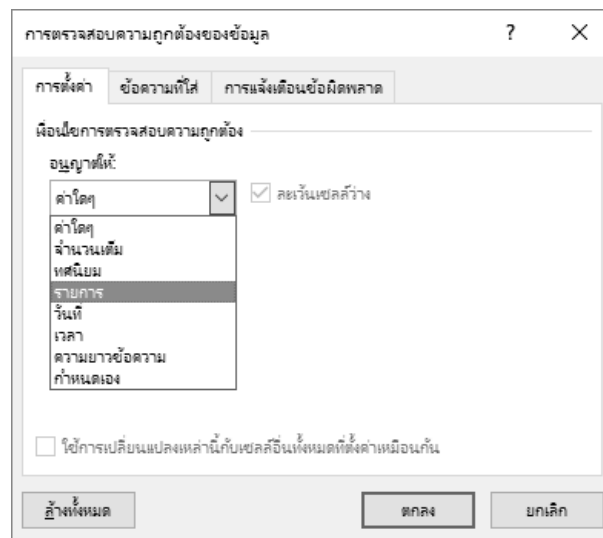 การตรวจสอบความถูกต้องของข้อมูล ? ×
การตั้งค่า ข้อความที่ใส่ การแจ้งเตือนข้อผิดพลาด
เงื่อนไขการตรวจสอบความถูกต้อง
อนุญาตให้:
ค่าใดๆ ละเว้นเซลล์ว่าง
ค่าใดๆ
จำนวนเต็ม
ทศนิยม
รายการ
วันที่
เวลา
ความยาวข้อความ
กำหนดเอง
ใช้การเปลี่ยนแปลงเหล่านี้กับเซลล์อื่นทั้งหมดที่ตั้งค่าเหมือนกัน
ล้างทั้งหมด ตกลง ยกเลิก